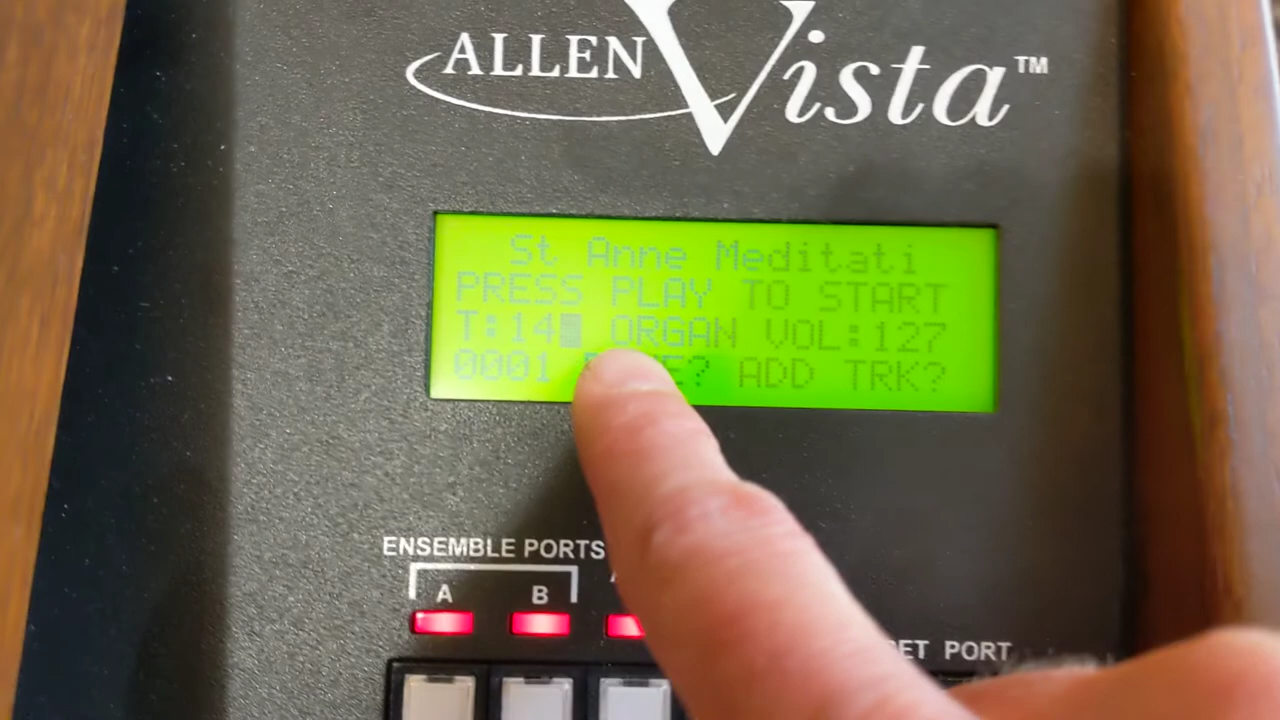 ALLEN Vista™
St Anne Meditati
PRESS PLAY TO START
T:14 ORGAN VOL:127
0001 ADD TRK?
ENSEMBLE PORTS
A B
PORT